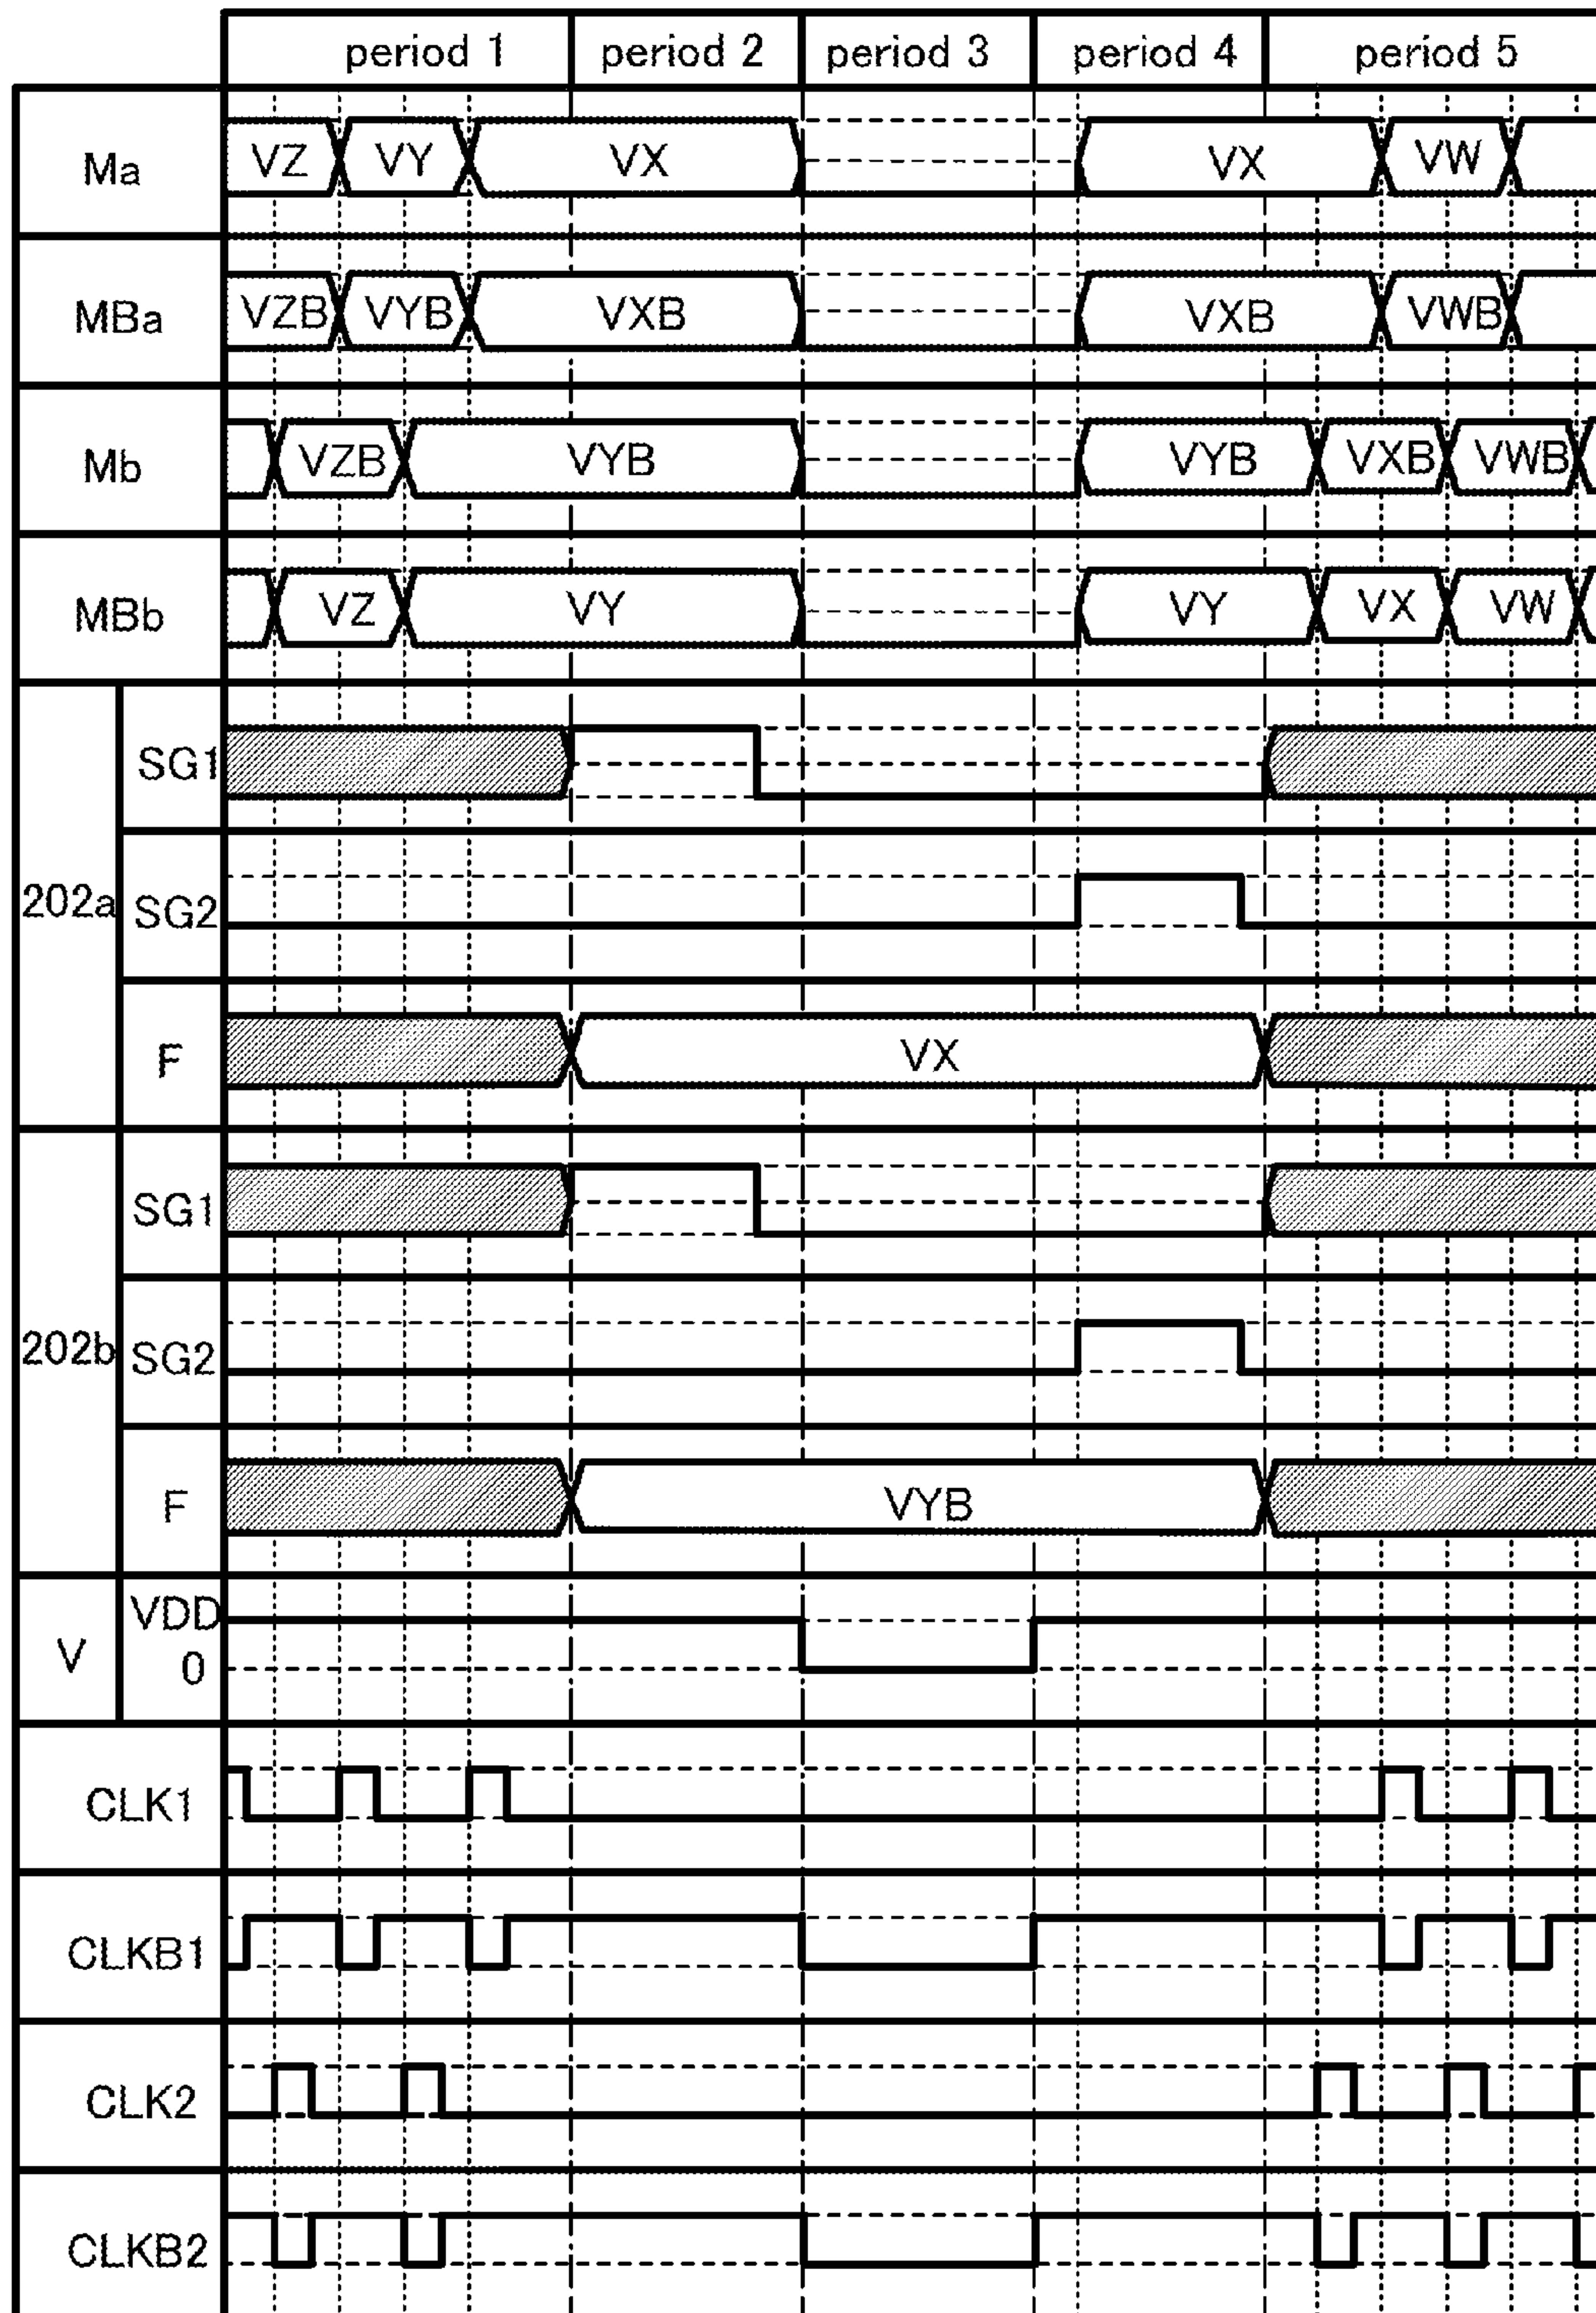 period 1 period 2 period 3 period 4 period 5
Ma VZ VY VX VX VW
MBa VZB VYB VXB VXB VWB
Mb VZB VYB VYB VXB VWB
MBb VZ VY VY VX VW
202a
SG1
SG2
F VX
202b
SG1
SG2
F VYB
V
VDD
0
CLK1
CLKB1
CLK2
CLKB2